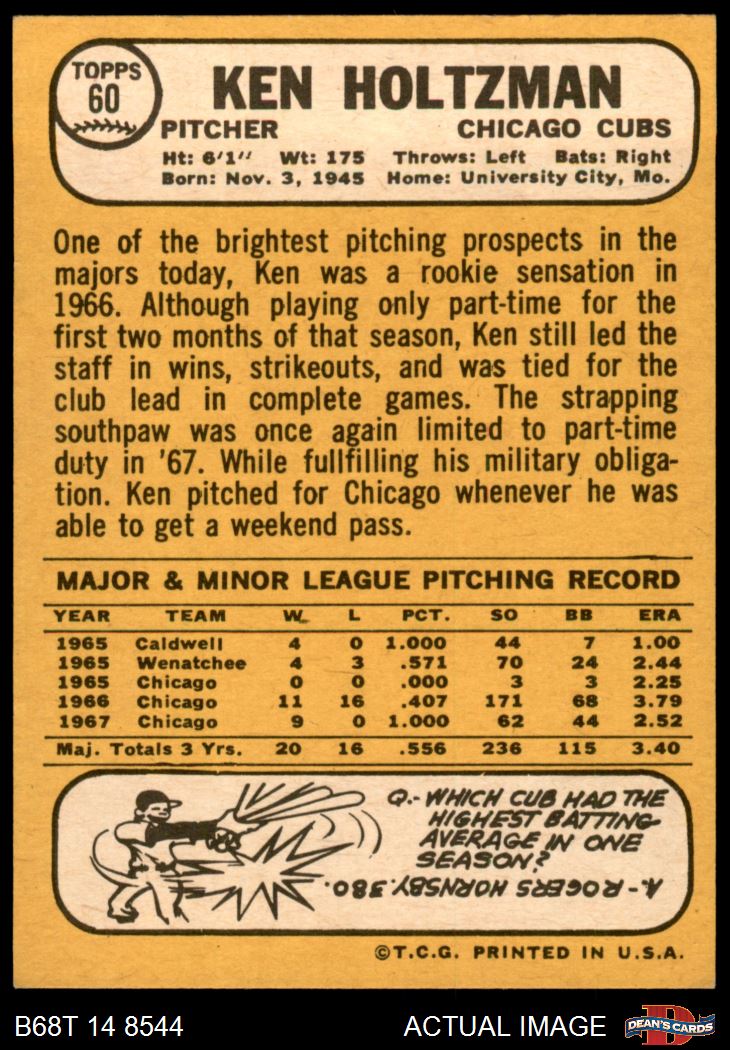 TOPPS
60
KEN HOLTZMAN
PITCHER CHICAGO CUBS
Ht: 6'1" Wt: 175 Throws: Left Bats: Right
Born: Nov. 3, 1945 Home: University City, Mo.
One of the brightest pitching prospects in the
majors today, Ken was a rookie sensation in
1966. Although playing only part-time for the
first two months of that season, Ken still led the
staff in wins, strikeouts, and was tied for the
club lead in complete games. The strapping
southpaw was once again limited to part-time
duty in '67. While fullfilling his military obliga-
tion. Ken pitched for Chicago whenever he was
able to get a weekend pass.
MAJOR & MINOR LEAGUE PITCHING RECORD
YEAR TEAM W. L PCT. SO BB ERA
1965 Caldwell 4 0 1.000 44 7 1.00
1965 Wenatchee 4 3 .571 70 24 2.44
1965 Chicago 0 0 .000 3 3 2.25
1966 Chicago 11 16 .407 171 68 3.79
1967 Chicago 9 0 1.000 62 44 2.52
Maj. Totals 3 Yrs. 20 16 .556 236 115 3.40
Q.- WHICH CUB HAD THE
HIGHEST BATTING
AVERAGE IN ONE
SEASON?
A- ROGERS HORNSBY .380.
©T.C.G. PRINTED IN U.S.A.
B68T 14 8544 ACTUAL IMAGE
D
DEAN'S CARDS